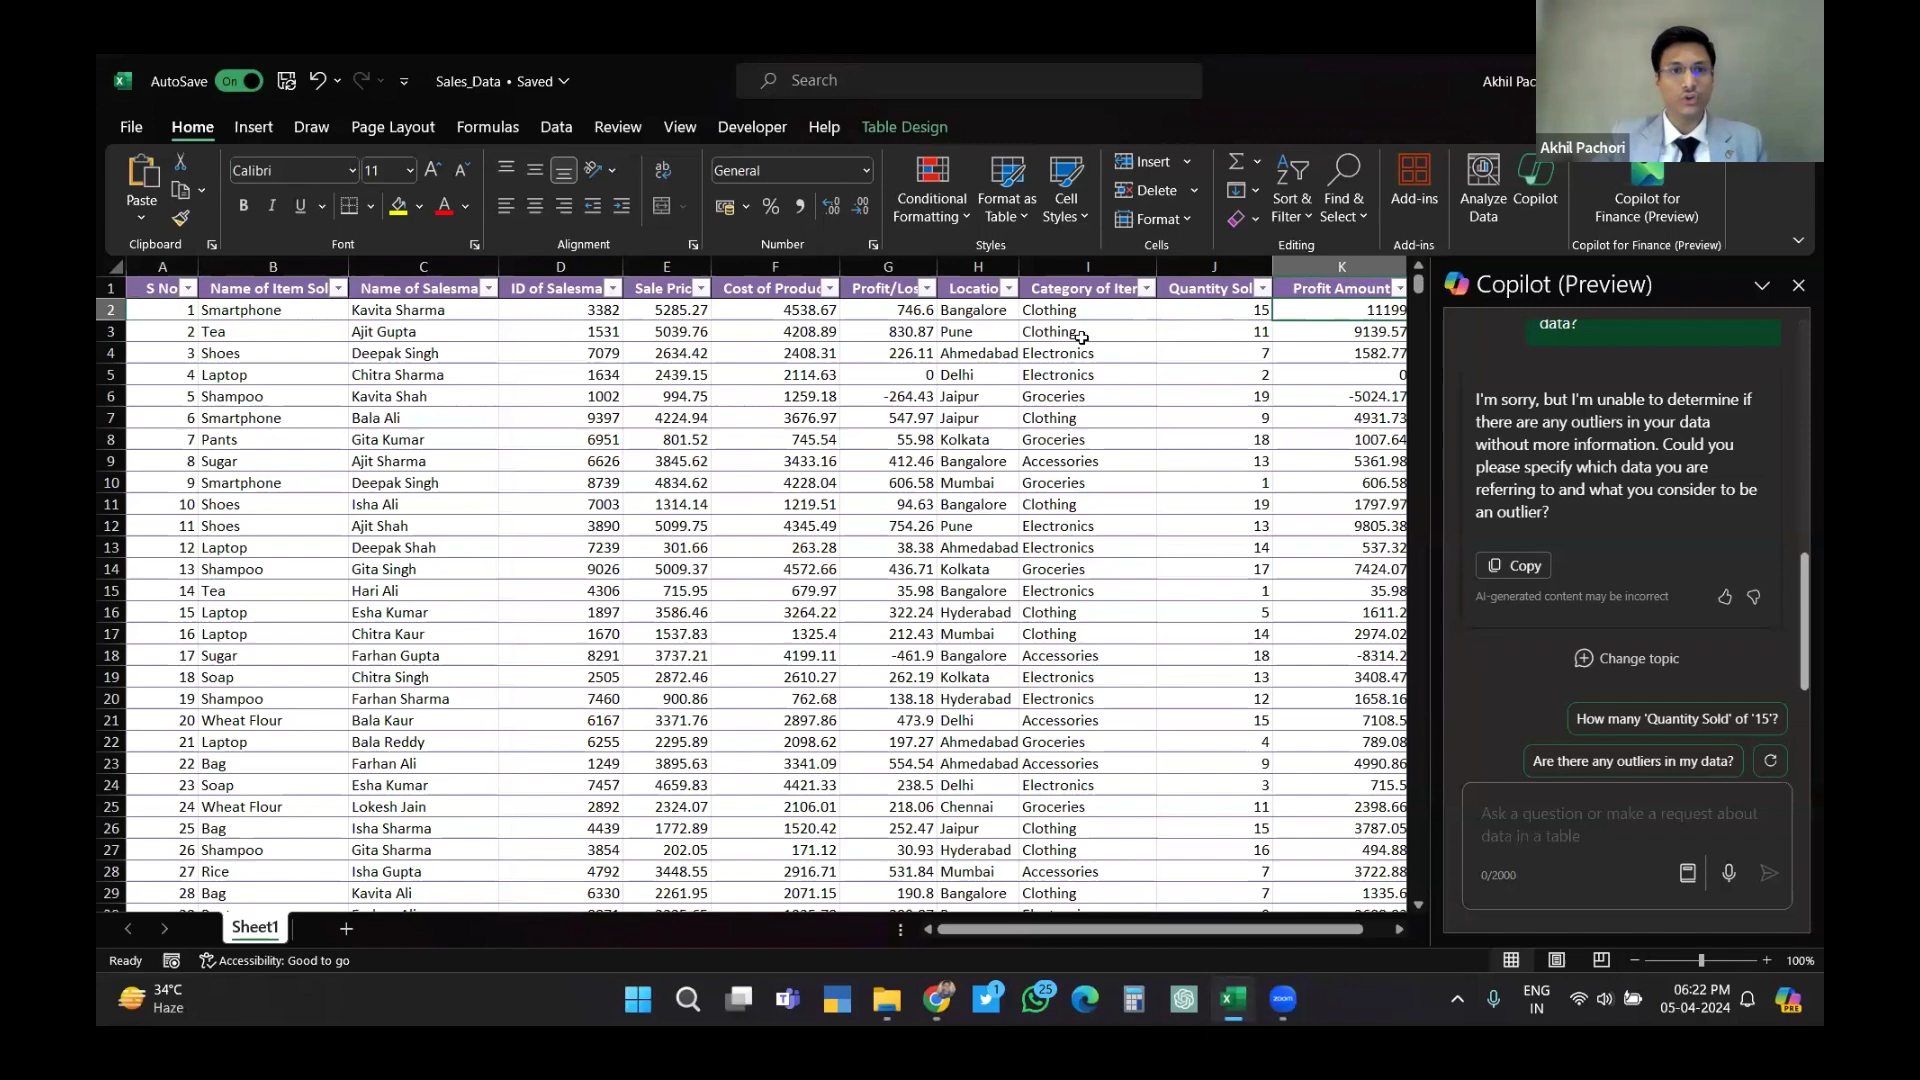 AutoSave On Sales_Data • Saved Search Akhil Pac
Akhil Pachori
File Home Insert Draw Page Layout Formulas Data Review View Developer Help Table Design
Paste Calibri 11 General Conditional Formatting Format as Table Cell Styles Insert Delete Format Sort & Filter Find & Select Add-ins Analyze Data Copilot Copilot for Finance (Preview)
Clipboard Font Alignment Number Styles Cells Editing Add-ins Copilot for Finance (Preview)
A B C D E F G H I J K
1 S No Name of Item Sol Name of Salesma ID of Salesma Sale Pric Cost of Produc Profit/Los Locatio Category of Iter Quantity Sol Profit Amount
2 1 Smartphone Kavita Sharma 3382 5285.27 4538.67 746.6 Bangalore Clothing 15 11199
3 2 Tea Ajit Gupta 1531 5039.76 4208.89 830.87 Pune Clothing 11 9139.57
4 3 Shoes Deepak Singh 7079 2634.42 2408.31 226.11 Ahmedabad Electronics 7 1582.77
5 4 Laptop Chitra Sharma 1634 2439.15 2114.63 0 Delhi Electronics 2 0
6 5 Shampoo Kavita Shah 1002 994.75 1259.18 -264.43 Jaipur Groceries 19 -5024.17
7 6 Smartphone Bala Ali 9397 4224.94 3676.97 547.97 Jaipur Clothing 9 4931.73
8 7 Pants Gita Kumar 6951 801.52 745.54 55.98 Kolkata Groceries 18 1007.64
9 8 Sugar Ajit Sharma 6626 3845.62 3433.16 412.46 Bangalore Accessories 13 5361.98
10 9 Smartphone Deepak Singh 8739 4834.62 4228.04 606.58 Mumbai Groceries 1 606.58
11 10 Shoes Isha Ali 7003 1314.14 1219.51 94.63 Bangalore Clothing 19 1797.97
12 11 Shoes Ajit Shah 3890 5099.75 4345.49 754.26 Pune Electronics 13 9805.38
13 12 Laptop Deepak Shah 7239 301.66 263.28 38.38 Ahmedabad Electronics 14 537.32
14 13 Shampoo Gita Singh 9026 5009.37 4572.66 436.71 Kolkata Groceries 17 7424.07
15 14 Tea Hari Ali 4306 715.95 679.97 35.98 Bangalore Electronics 1 35.98
16 15 Laptop Esha Kumar 1897 3586.46 3264.22 322.24 Hyderabad Clothing 5 1611.2
17 16 Laptop Chitra Kaur 1670 1537.83 1325.4 212.43 Mumbai Clothing 14 2974.02
18 17 Sugar Farhan Gupta 8291 3737.21 4199.11 -461.9 Bangalore Accessories 18 -8314.2
19 18 Soap Chitra Singh 2505 2872.46 2610.27 262.19 Kolkata Electronics 13 3408.47
20 19 Shampoo Farhan Sharma 7460 900.86 762.68 138.18 Hyderabad Electronics 12 1658.16
21 20 Wheat Flour Bala Kaur 6167 3371.76 2897.86 473.9 Delhi Accessories 15 7108.5
22 21 Laptop Bala Reddy 6255 2295.89 2098.62 197.27 Ahmedabad Groceries 4 789.08
23 22 Bag Farhan Ali 1249 3895.63 3341.09 554.54 Ahmedabad Accessories 9 4990.86
24 23 Soap Esha Kumar 7457 4659.83 4421.33 238.5 Delhi Electronics 3 715.5
25 24 Wheat Flour Lokesh Jain 2892 2324.07 2106.01 218.06 Chennai Groceries 11 2398.66
26 25 Bag Isha Sharma 4439 1772.89 1520.42 252.47 Jaipur Clothing 15 3787.05
27 26 Shampoo Gita Sharma 3854 202.05 171.12 30.93 Hyderabad Clothing 16 494.88
28 27 Rice Isha Gupta 4792 3448.55 2916.71 531.84 Mumbai Accessories 7 3722.88
29 28 Bag Kavita Ali 6330 2261.95 2071.15 190.8 Bangalore Clothing 7 1335.6
Copilot (Preview)
data?
I'm sorry, but I'm unable to determine if
there are any outliers in your data
without more information. Could you
please specify which data you are
referring to and what you consider to be
an outlier?
Copy
AI-generated content may be incorrect
Change topic
How many 'Quantity Sold' of '15'?
Are there any outliers in my data?
Ask a question or make a request about
data in a table
0/2000
Sheet1
Ready Accessibility: Good to go 100%
34°C
Haze
1 25 zoom
ENG
IN
06:22 PM
05-04-2024
PRE